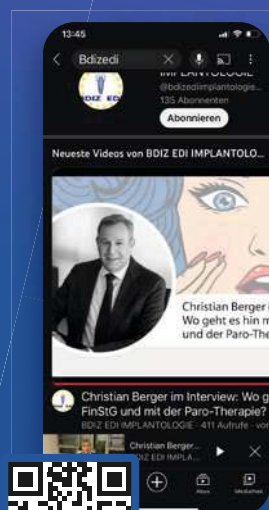 13:45
Bdizedi
IMPLANTOLOGIE
@bdizediimplantologie...
135 Abonnenten
BDIZ EDI
Abonnieren
Neueste Videos von BDIZ EDI IMPLANTOLO...
Christian Berger i
Wo geht es hin m
und der Paro-The
Christian Berger im Interview: Wo g
FinStG und mit der Paro-Therapie?
BDIZ EDI IMPLANTOLOGIE · 411 Aufrufe · vor
Christian Berger...
DIZ EDI IMPLA...
Abos
Mediathek